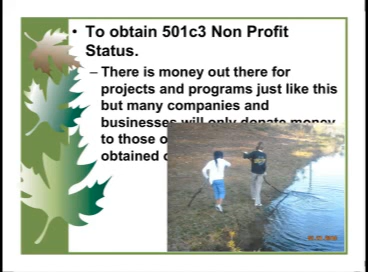 • To obtain 501c3 Non Profit
Status.
– There is money out there for
projects and programs just like this
but many companies and
businesses will only donate money
to those
obtained